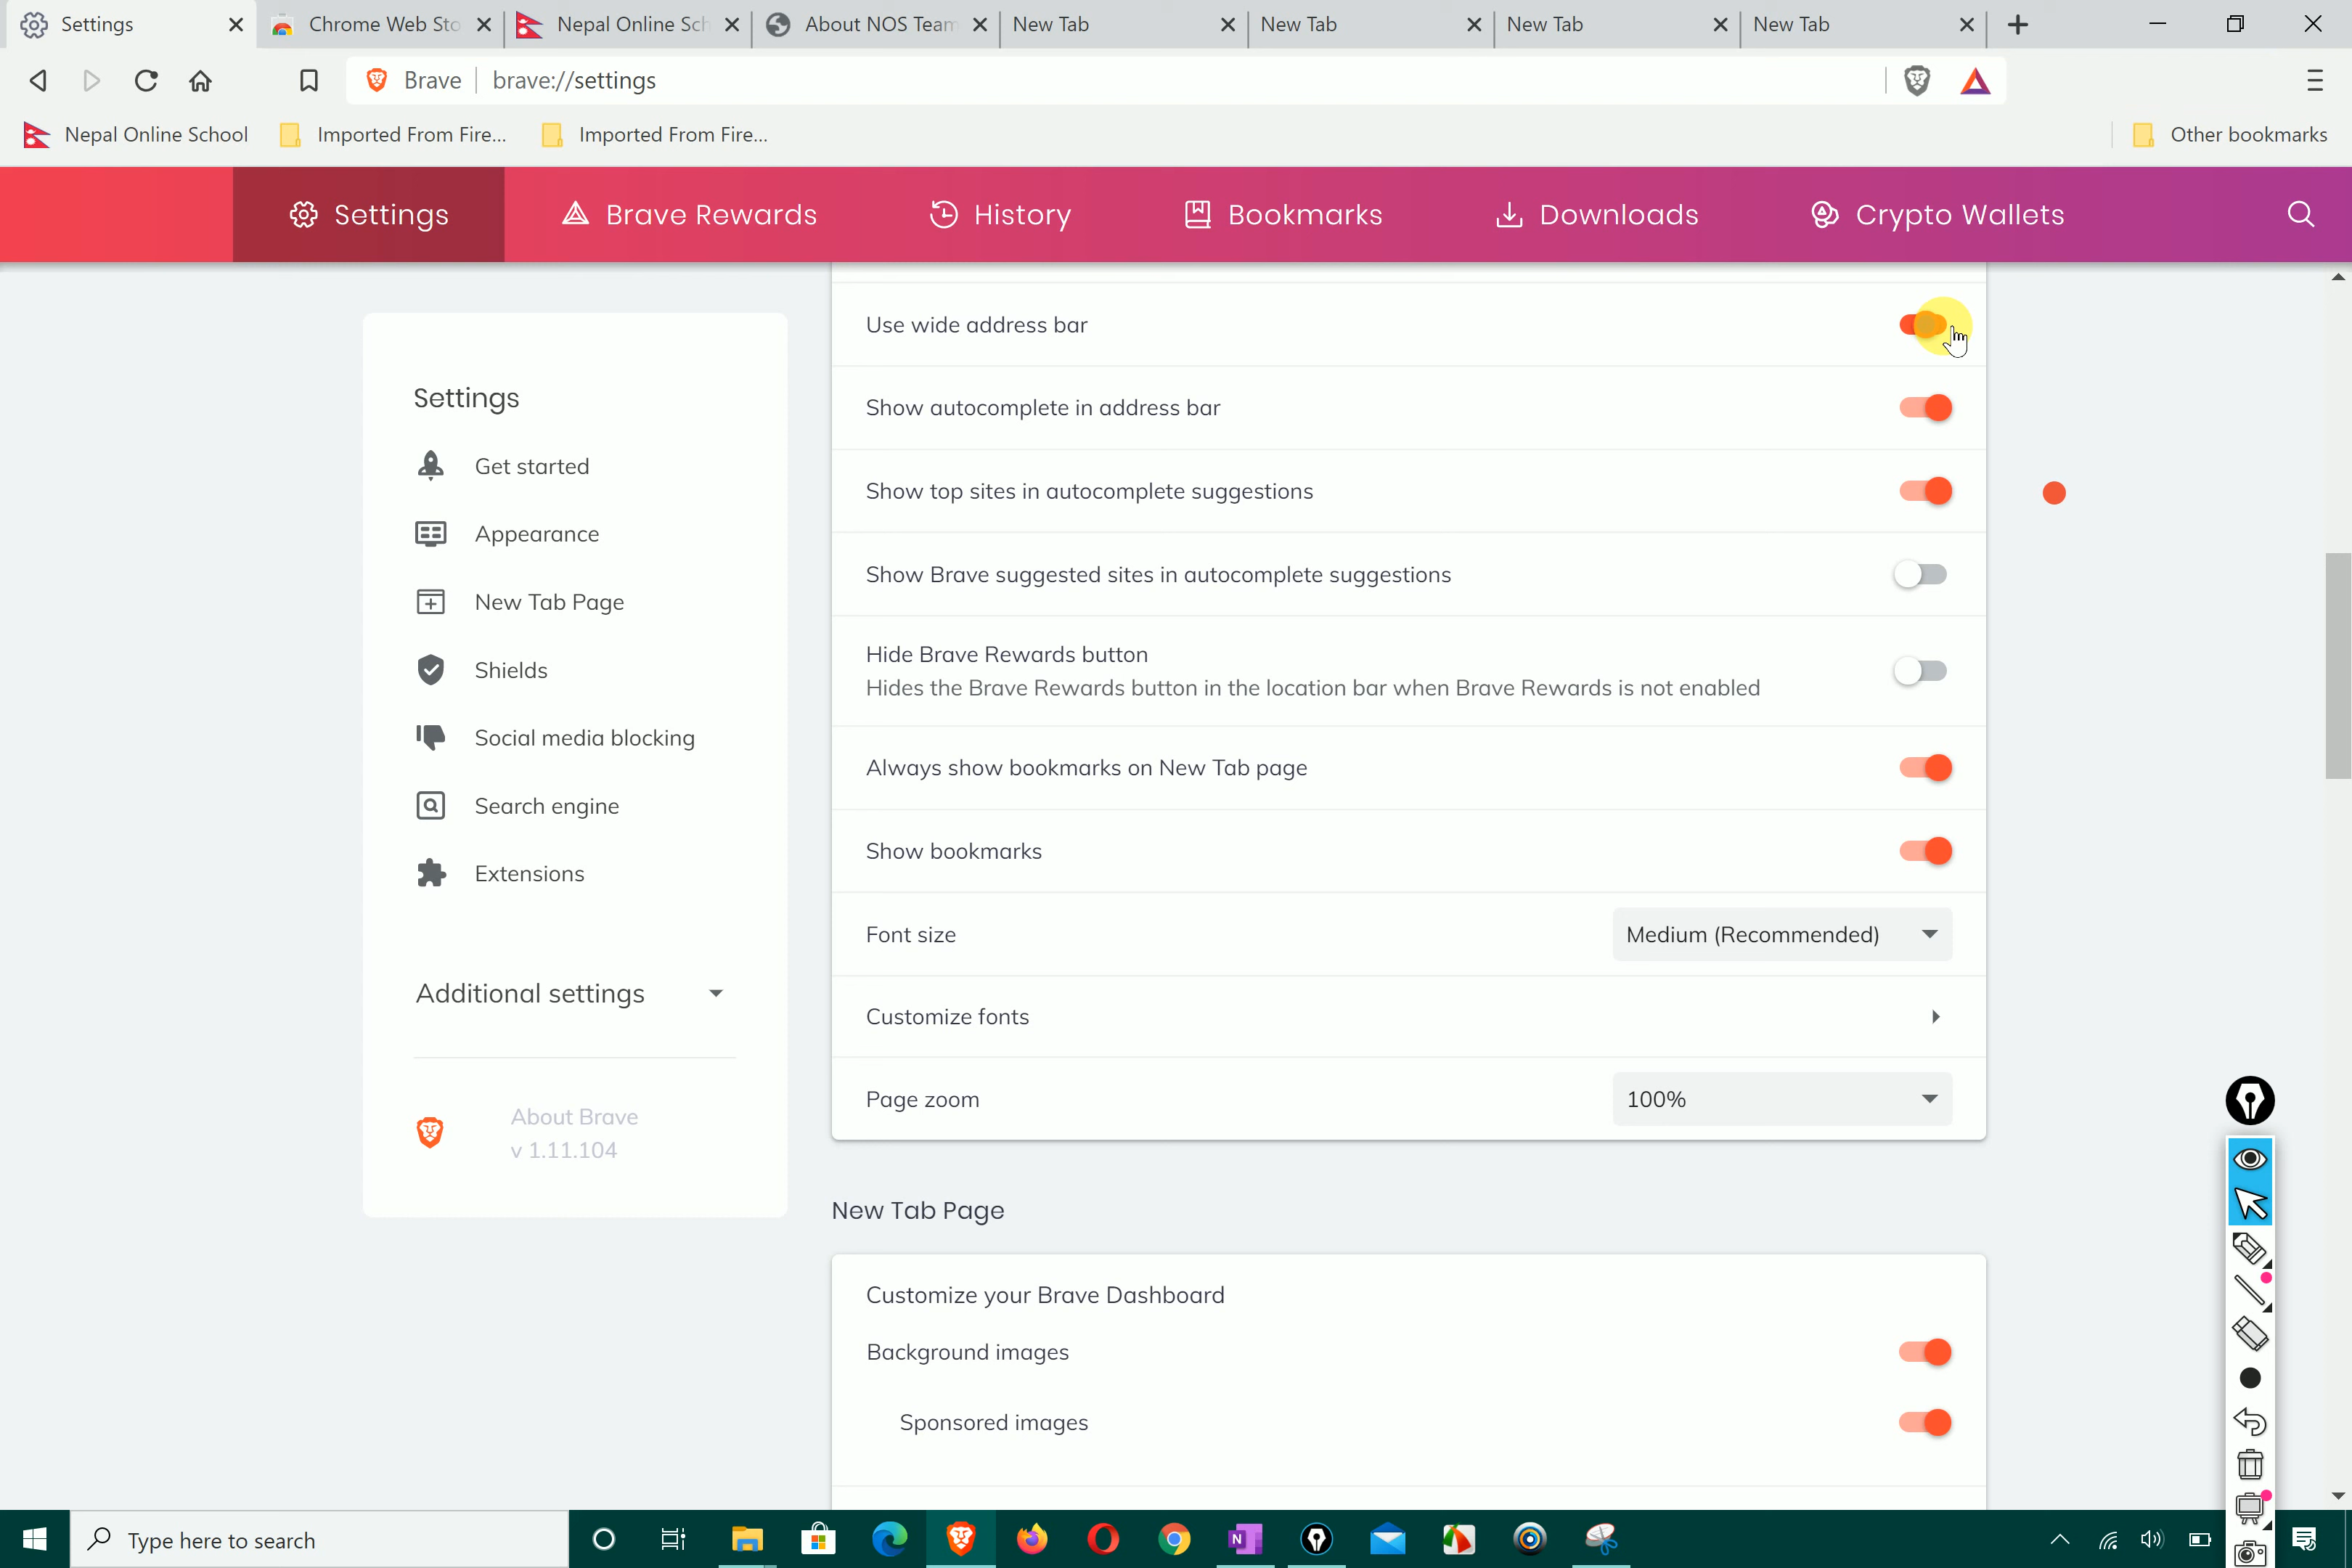 Settings
Chrome Web Sto
Nepal Online Sch
About NOS Team
New Tab
New Tab
New Tab
New Tab
Brave
brave://settings
Nepal Online School
Imported From Fire...
Imported From Fire...
Other bookmarks
Settings
Brave Rewards
History
Bookmarks
Downloads
Crypto Wallets
Settings
Get started
Appearance
New Tab Page
Shields
Social media blocking
Search engine
Extensions
Additional settings
About Brave
v 1.11.104
Use wide address bar
Show autocomplete in address bar
Show top sites in autocomplete suggestions
Show Brave suggested sites in autocomplete suggestions
Hide Brave Rewards button
Hides the Brave Rewards button in the location bar when Brave Rewards is not enabled
Always show bookmarks on New Tab page
Show bookmarks
Font size
Medium (Recommended)
Customize fonts
Page zoom
100%
New Tab Page
Customize your Brave Dashboard
Background images
Sponsored images
Type here to search